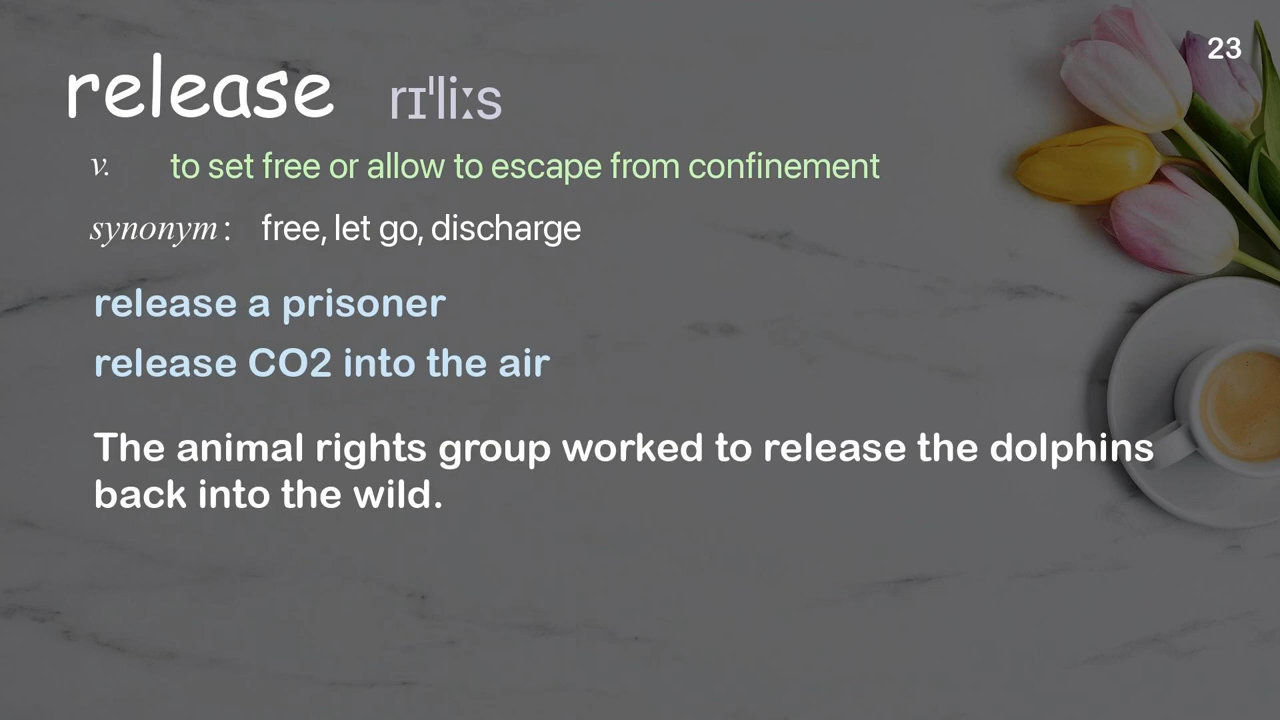 23
release rɪˈliːs
v. to set free or allow to escape from confinement
synonym: free, let go, discharge
release a prisoner
release CO2 into the air
The animal rights group worked to release the dolphins
back into the wild.